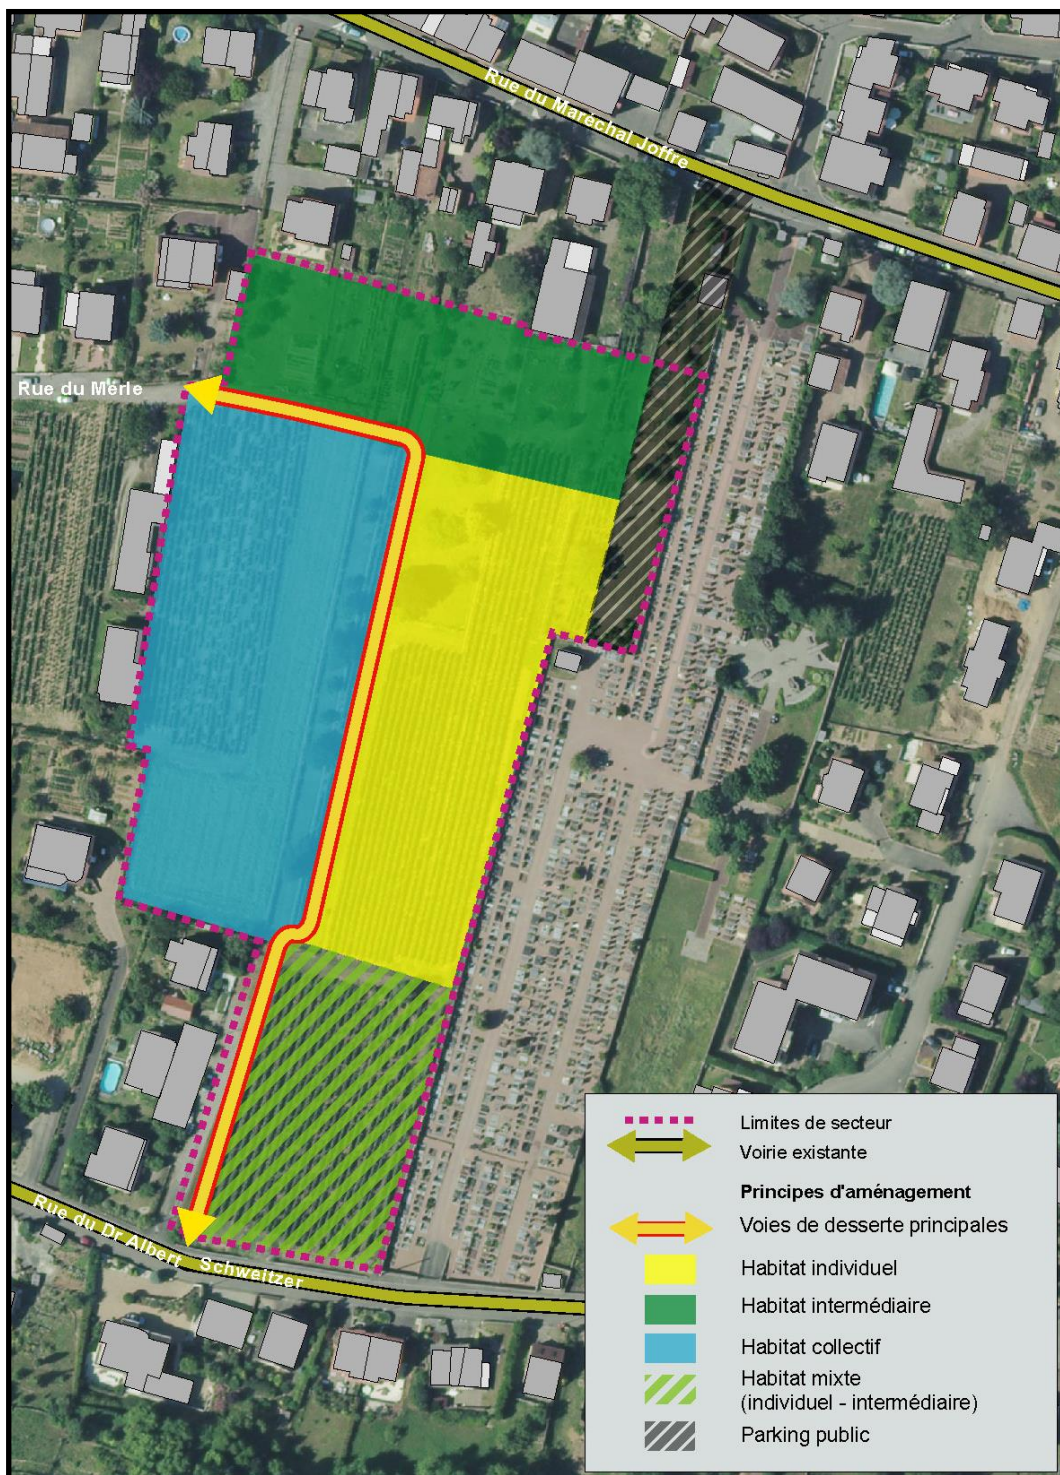 Rue du Maréchal Joffre
Rue du Merle
Rue du Dr Albert Schweitzer
Limites de secteur
Voirie existante
Principes d'aménagement
Voies de desserte principales
Habitat individuel
Habitat intermédiaire
Habitat collectif
Habitat mixte
(individuel - intermédiaire)
Parking public